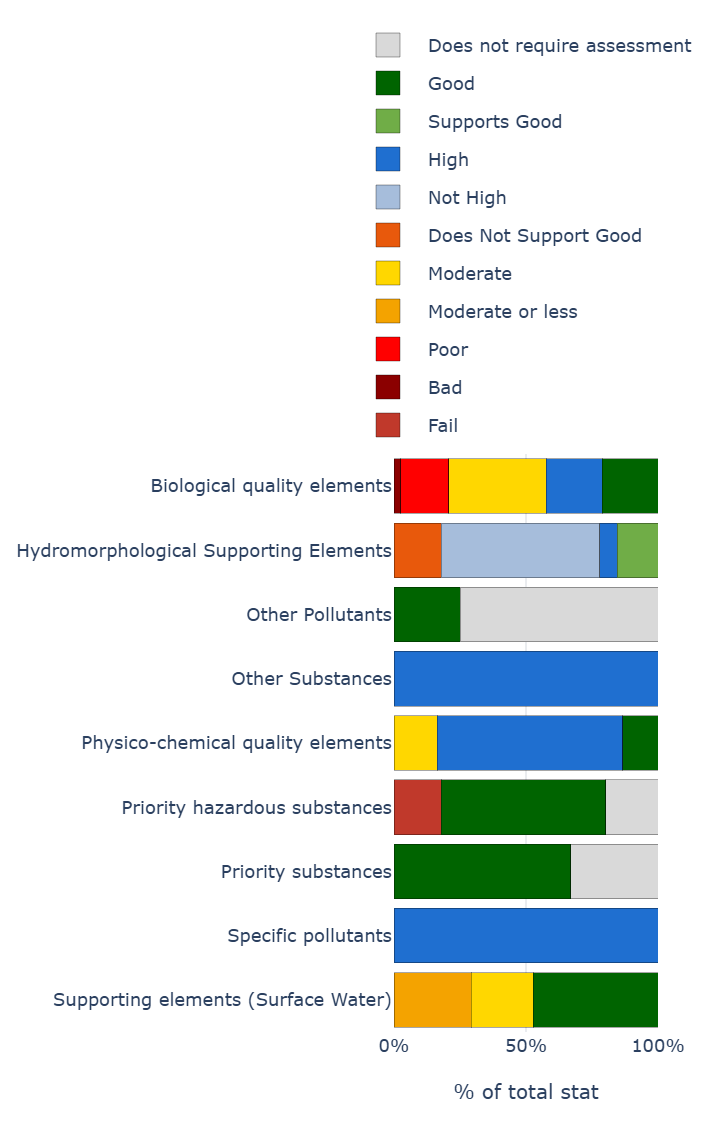 Does not require assessment
Good
Supports Good
High
Not High
Does Not Support Good
Moderate
Moderate or less
Poor
Bad
Fail
Biological quality elements
Hydromorphological Supporting Elements
Other Pollutants
Other Substances
Physico-chemical quality elements
Priority hazardous substances
Priority substances
Specific pollutants
Supporting elements (Surface Water)
0% 50% 100%
% of total stat